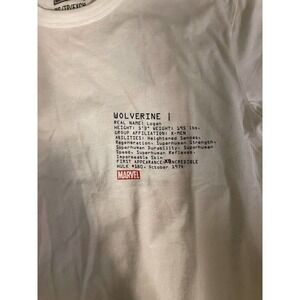 WOLVERINE |
REAL NAME: Logan
HEIGHT: 5'3" WEIGHT: 195 lbs.
GROUP AFFILIATION: X-MEN
ABILITIES: Heightened Senses,
Regeneration, Superhuman Strength,
Superhuman Durability, Superhuman
Speed, Superhuman Reflexes,
Impermeable Skin
FIRST APPEARANCE: INCREDIBLE
HULK #180, October 1974
MARVEL